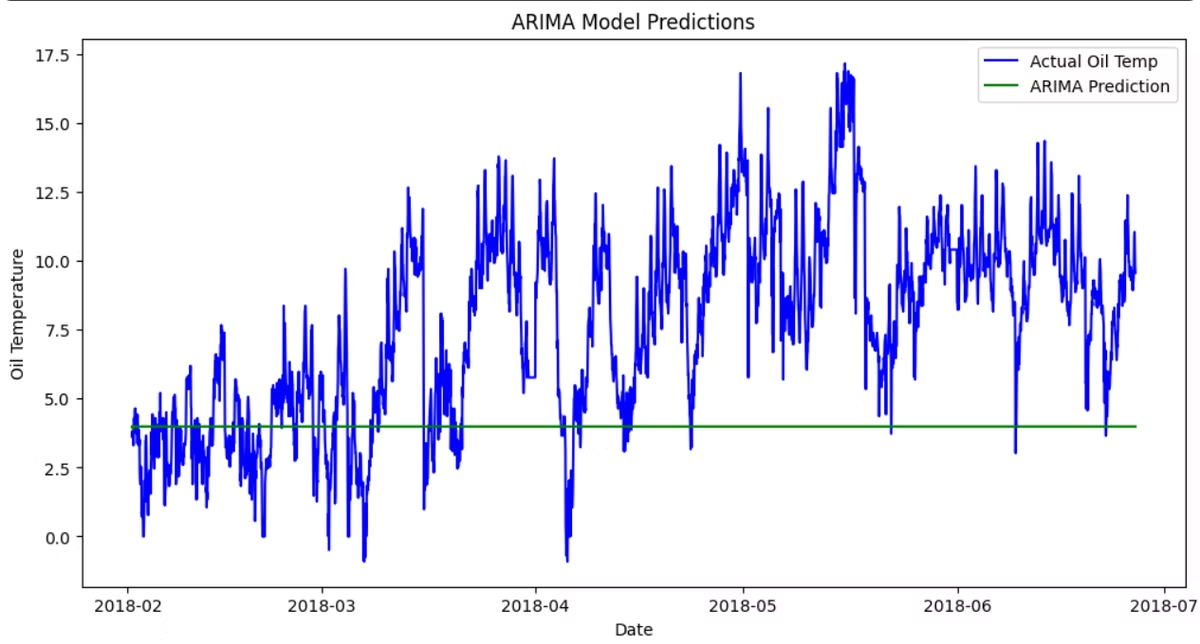 ARIMA Model Predictions
Actual Oil Temp
ARIMA Prediction
17.5
15.0
12.5
10.0
7.5
5.0
2.5
0.0
Oil Temperature
2018-02 2018-03 2018-04 2018-05 2018-06 2018-07
Date